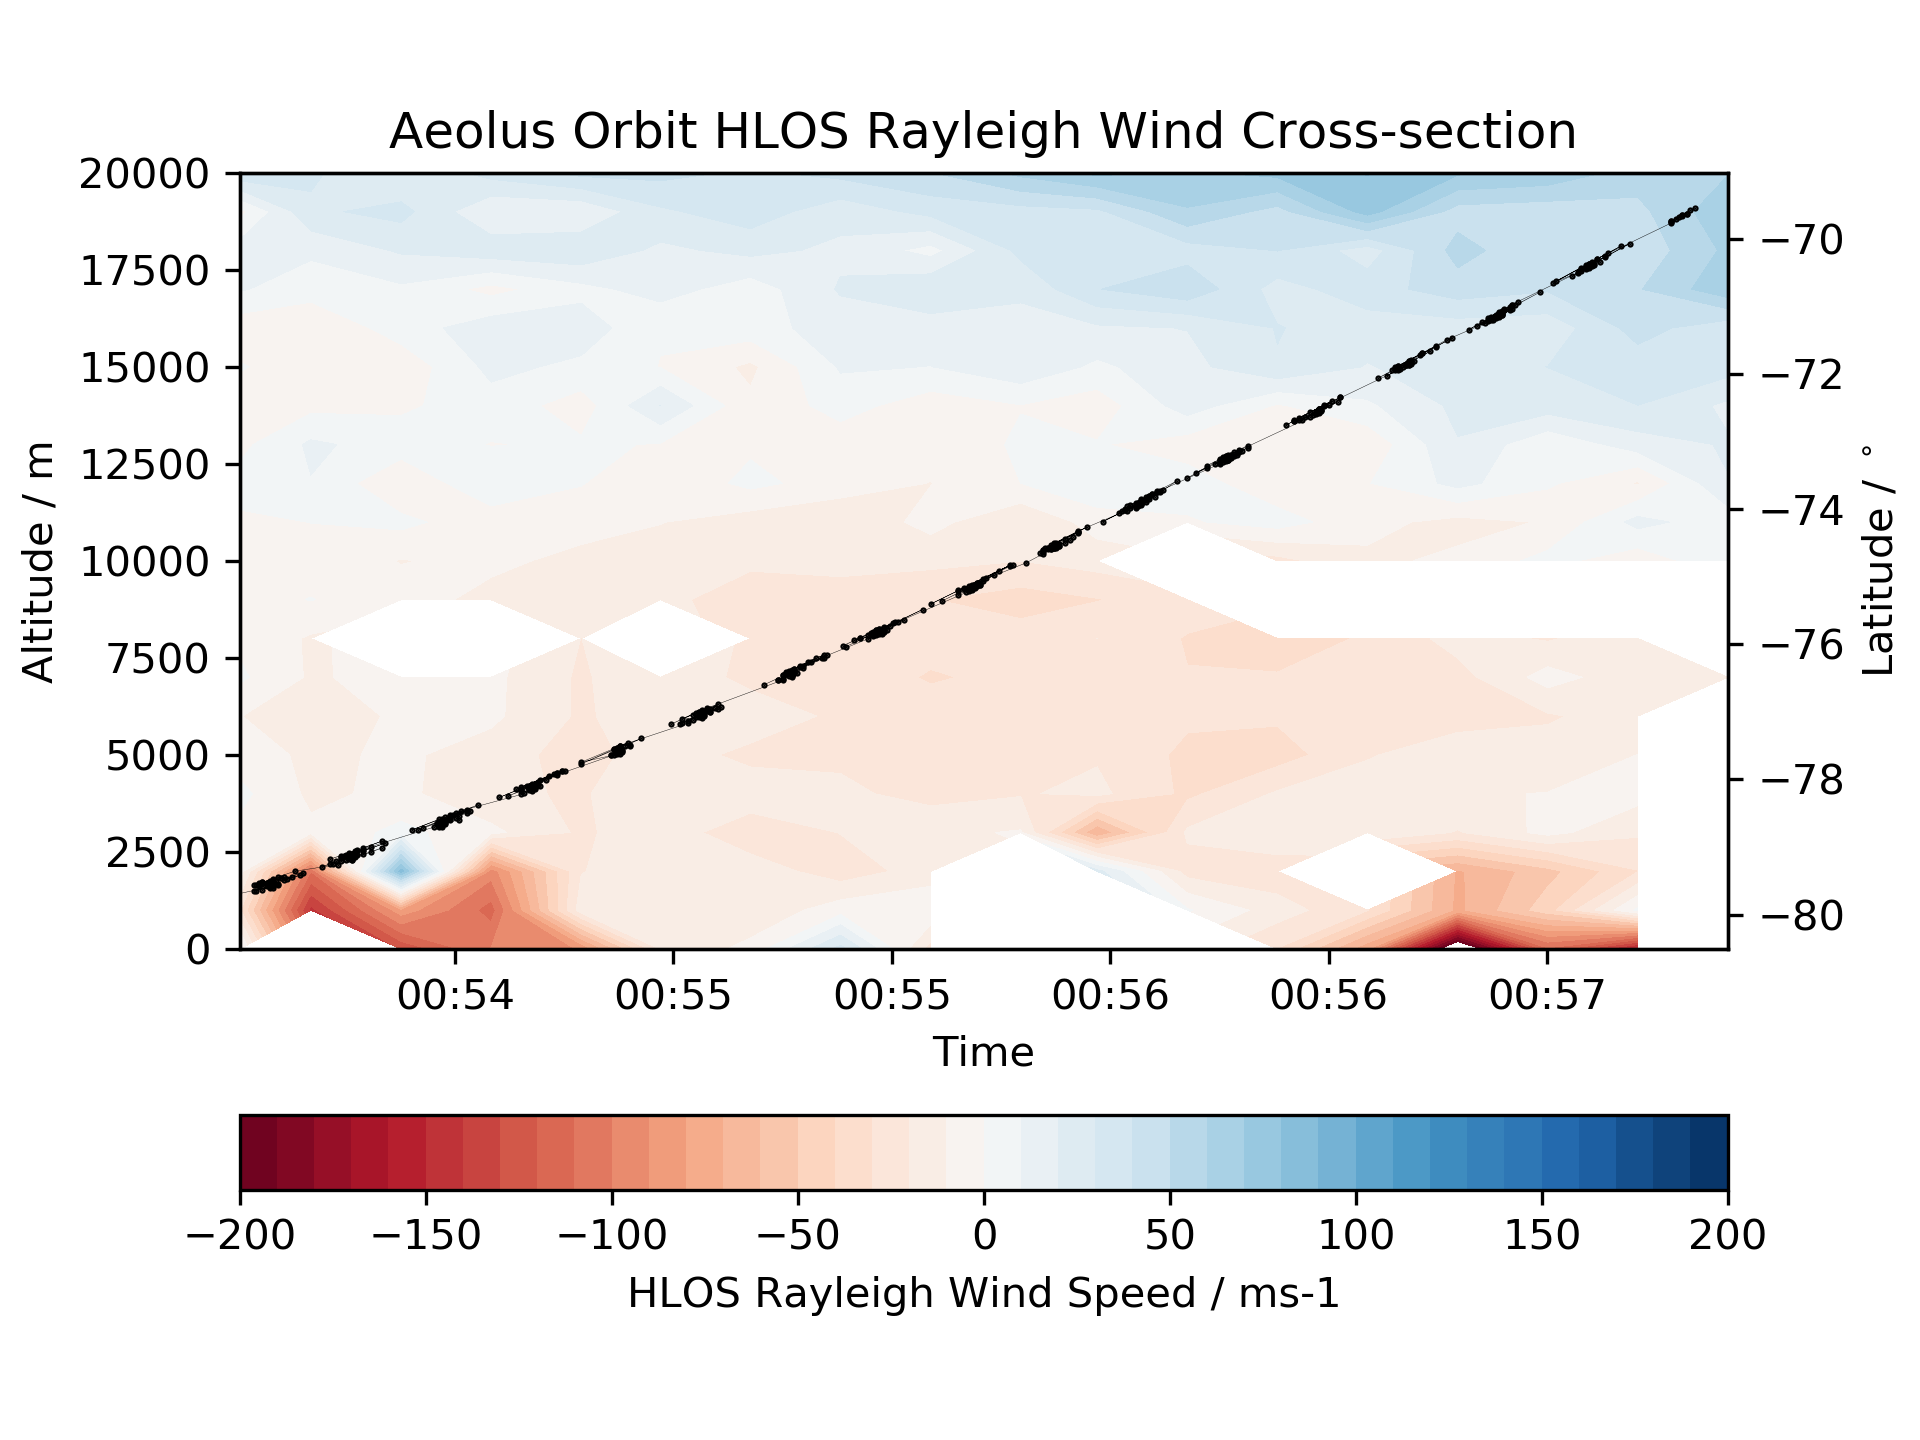 Aeolus Orbit HLOS Rayleigh Wind Cross-section
20000
17500
15000
12500
10000
7500
5000
2500
0
Altitude / m
−70
−72
−74
−76
−78
−80
Latitude / °
00:54 00:55 00:55 00:56 00:56 00:57
Time
−200 −150 −100 −50 0 50 100 150 200
HLOS Rayleigh Wind Speed / ms-1